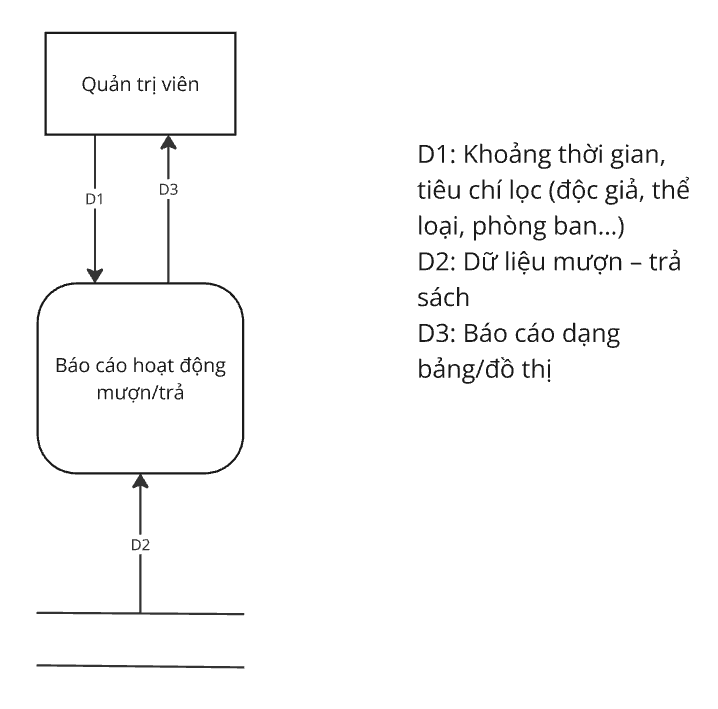 Quản trị viên
D1
D3
Báo cáo hoạt động
mượn/trả
D2
D1: Khoảng thời gian,
tiêu chí lọc (độc giả, thể
loại, phòng ban...)
D2: Dữ liệu mượn – trả
sách
D3: Báo cáo dạng
bảng/đồ thị